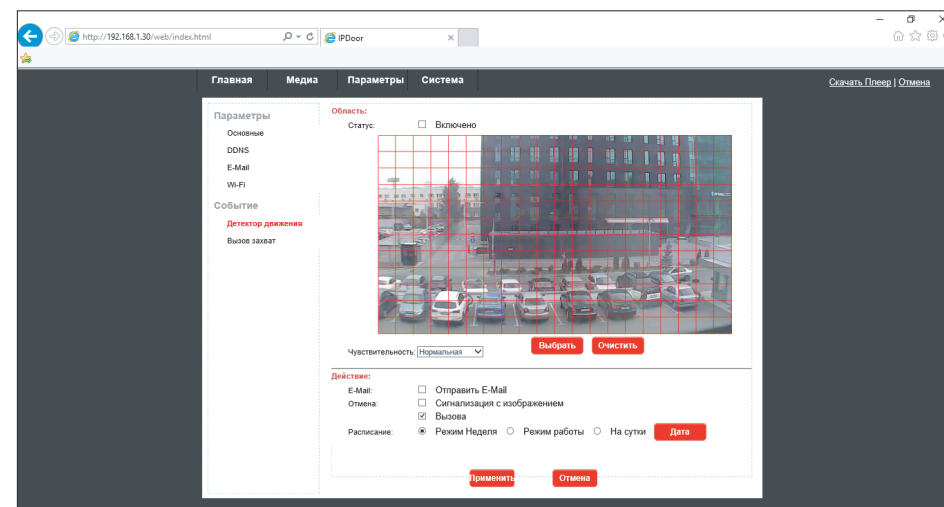 http://192.168.1.30/web/index.html
IPDoor
Главная Медиа Параметры Система
Скачать Плеер | Отмена
Параметры
Основные
DDNS
E-Mail
Wi-Fi
Событие
Детектор движения
Вызов захват
Область:
Статус: Включено
Чувствительность: Нормальная
Выбрать Очистить
Действие:
E-Mail: Отправить E-Mail
Отмена: Сигнализация с изображением
Вызова
Расписание: Режим Неделя Режим работы На сутки Дата
Применить Отмена